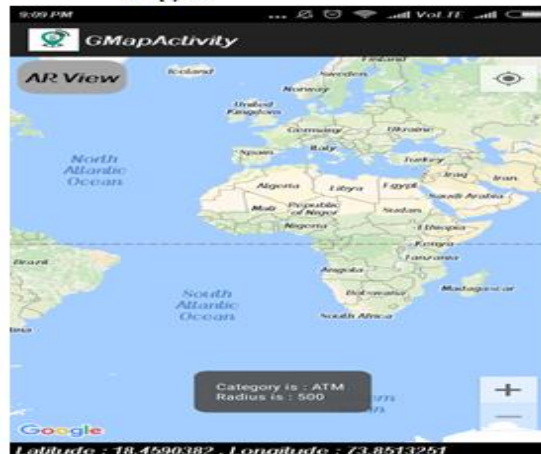 9:09 PM ... Vol TE
GMapActivity
AR View
Iceland
Finland
Sweden
Norway
United
Kingdom
Germany
Ukraine
Spain
Italy
Turkey
North
Atlantic
Ocean
Iraq
Iran
Algeria
Libya
Egypt
Saudi Arabia
Mali
Republic
of Niger
Sudan
Nigeria
Ethiopia
Kenya
Tanzania
Brazil
Angola
South
Atlantic
Ocean
Botswana
Madagascar
South Africa
Category is : ATM
Radius is : 500
+
−
Google
Latitude : 18.4590382 , Longitude : 73.8513251